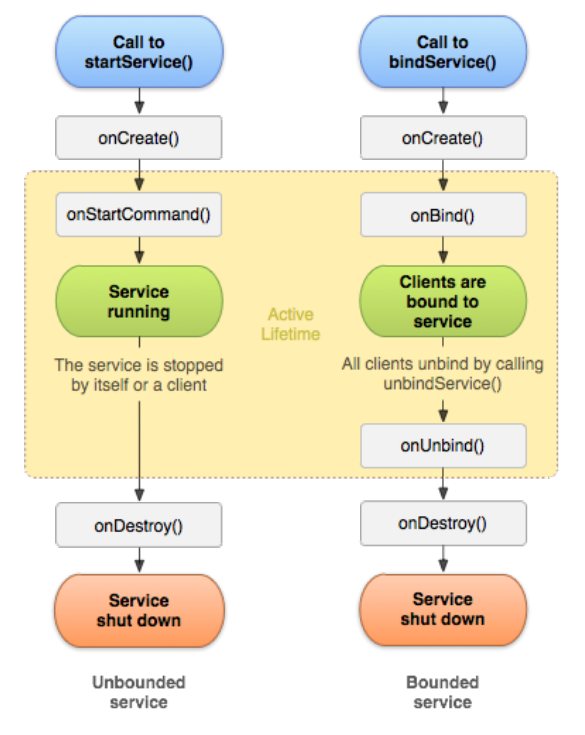 Call to
startService()
onCreate()
onStartCommand()
Service
running
The service is stopped
by itself or a client
onDestroy()
Service
shut down
Unbounded
service
Active
Lifetime
Call to
bindService()
onCreate()
onBind()
Clients are
bound to
service
All clients unbind by calling
unbindService()
onUnbind()
onDestroy()
Service
shut down
Bounded
service